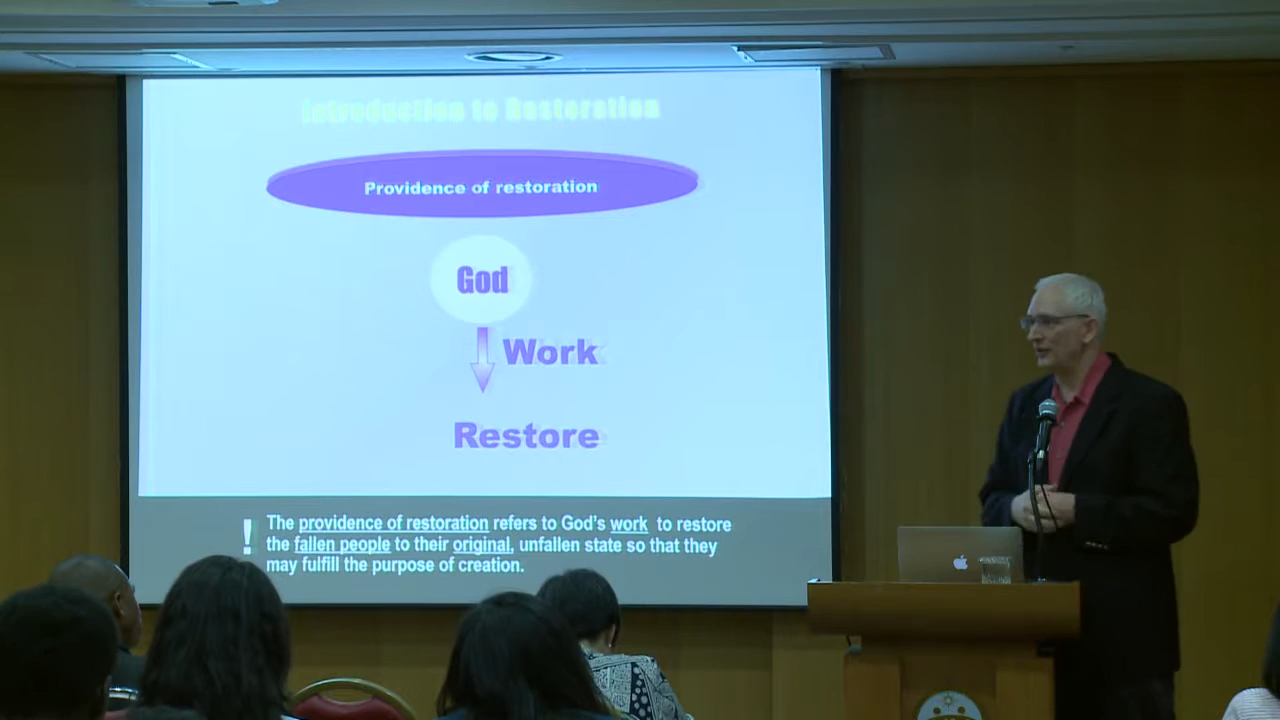 Introduction to Restoration
Providence of restoration
God
Work
Restore
! The providence of restoration refers to God's work to restore
the fallen people to their original, unfallen state so that they
may fulfill the purpose of creation.